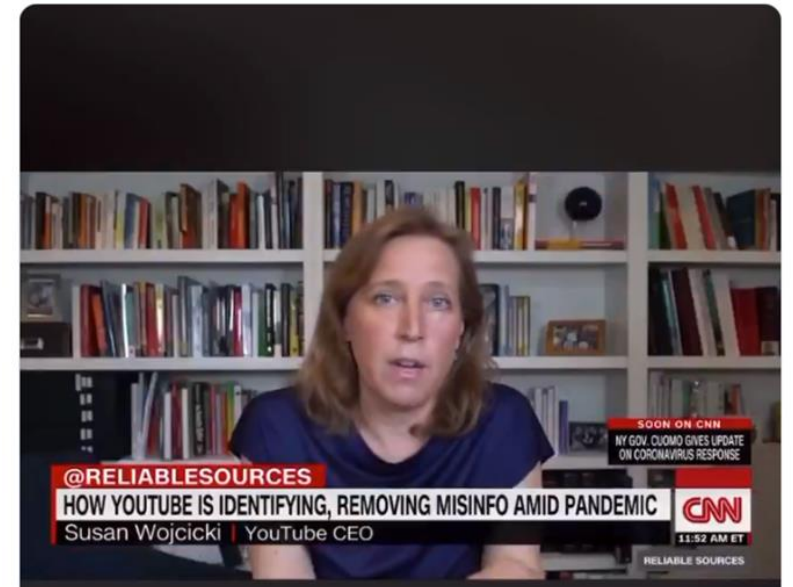 SOON ON CNN
NY GOV. CUOMO GIVES UPDATE
ON CORONAVIRUS RESPONSE
@RELIABLESOURCES
HOW YOUTUBE IS IDENTIFYING, REMOVING MISINFO AMID PANDEMIC
Susan Wojcicki | YouTube CEO
CNN
11:52 AM ET
RELIABLE SOURCES